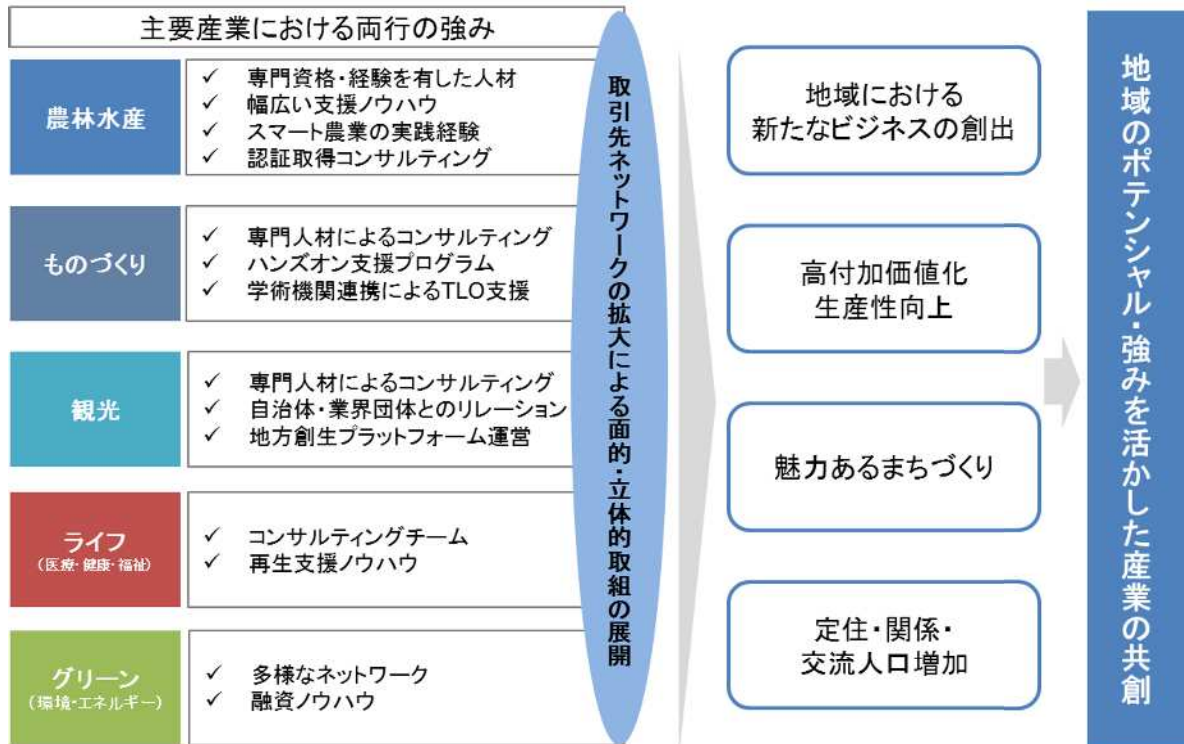 主要産業における両行の強み
農林水産
✓ 専門資格・経験を有した人材
✓ 幅広い支援ノウハウ
✓ スマート農業の実践経験
✓ 認証取得コンサルティング
ものづくり
✓ 専門人材によるコンサルティング
✓ ハンズオン支援プログラム
✓ 学術機関連携によるTLO支援
観光
✓ 専門人材によるコンサルティング
✓ 自治体・業界団体とのリレーション
✓ 地方創生プラットフォーム運営
ライフ
(医療・健康・福祉)
✓ コンサルティングチーム
✓ 再生支援ノウハウ
グリーン
(環境・エネルギー)
✓ 多様なネットワーク
✓ 融資ノウハウ
取引先ネットワークの拡大による面的・立体的取組の展開
地域における
新たなビジネスの創出
高付加価値化
生産性向上
魅力あるまちづくり
定住・関係・
交流人口増加
地域のポテンシャル・強みを活かした産業の共創